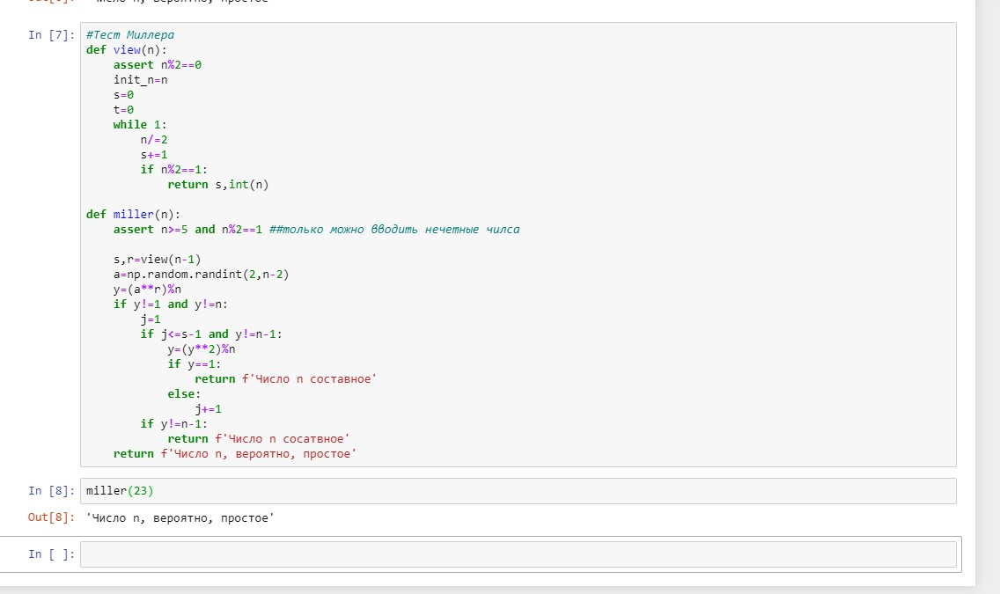 In [7]: #Тест Миллера
def view(n):
    assert n%2==0
    init_n=n
    s=0
    t=0
    while 1:
        n/=2
        s+=1
        if n%2==1:
            return s,int(n)
def miller(n):
    assert n>=5 and n%2==1 ##только можно вводить нечетные чилса
    s,r=view(n-1)
    a=np.random.randint(2,n-2)
    y=(a**r)%n
    if y!=1 and y!=n:
        j=1
        if j<=s-1 and y!=n-1:
            y=(y**2)%n
            if y==1:
                return f'Число n составное'
            else:
                j+=1
        if y!=n-1:
            return f'Число n сосатвное'
    return f'Число n, вероятно, простое'
In [8]: miller(23)
Out[8]: 'Число n, вероятно, простое'
In [ ]: